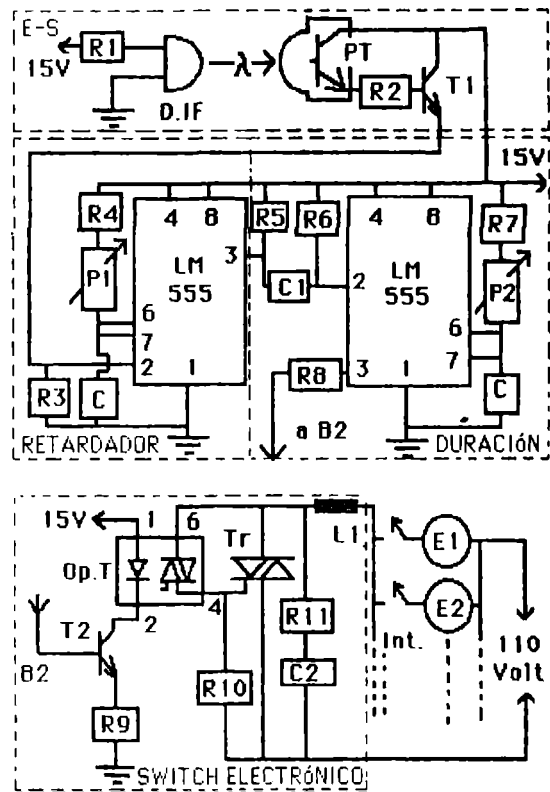 E-S
R1
15V
λ
PT
R2
T1
D.IF
15V
R4
4 8
R5
R6
4 8
R7
P1
LM
555
3
C1
2
LM
555
P2
6
7
2
6
7
R3
C
1
R8
3
1
C
RETARDADOR
a B2
DURACIÓN
15V
1 6
Tr
L1
E1
Op.T
E2
T2
2
4
R11
Int.
110
Volt
B2
R10
C2
R9
SWITCH ELECTRÓNICO